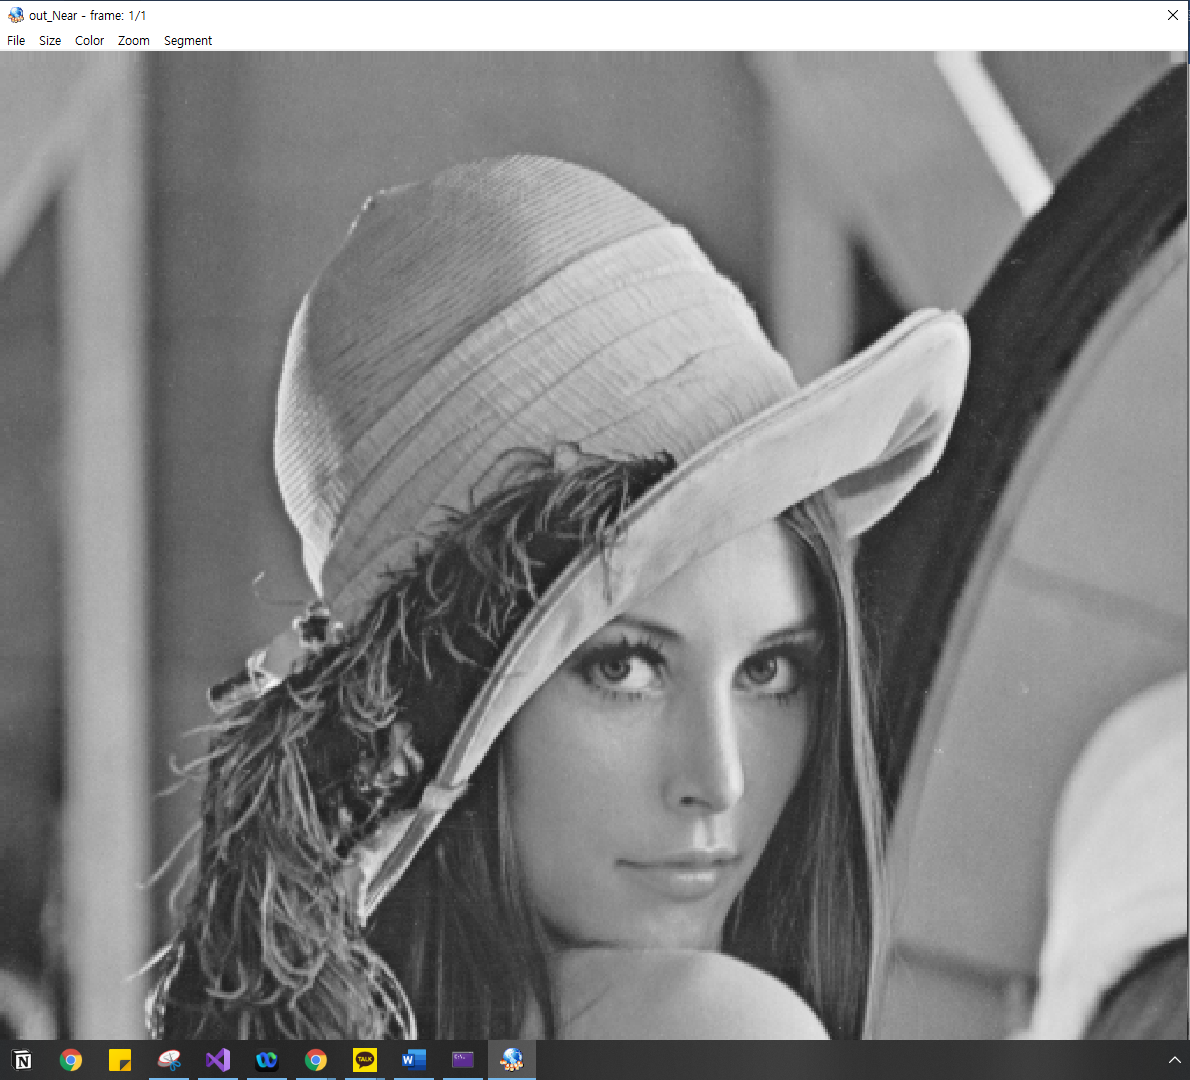 out_Near - frame: 1/1
File Size Color Zoom Segment
N
TALK
W
C:\.